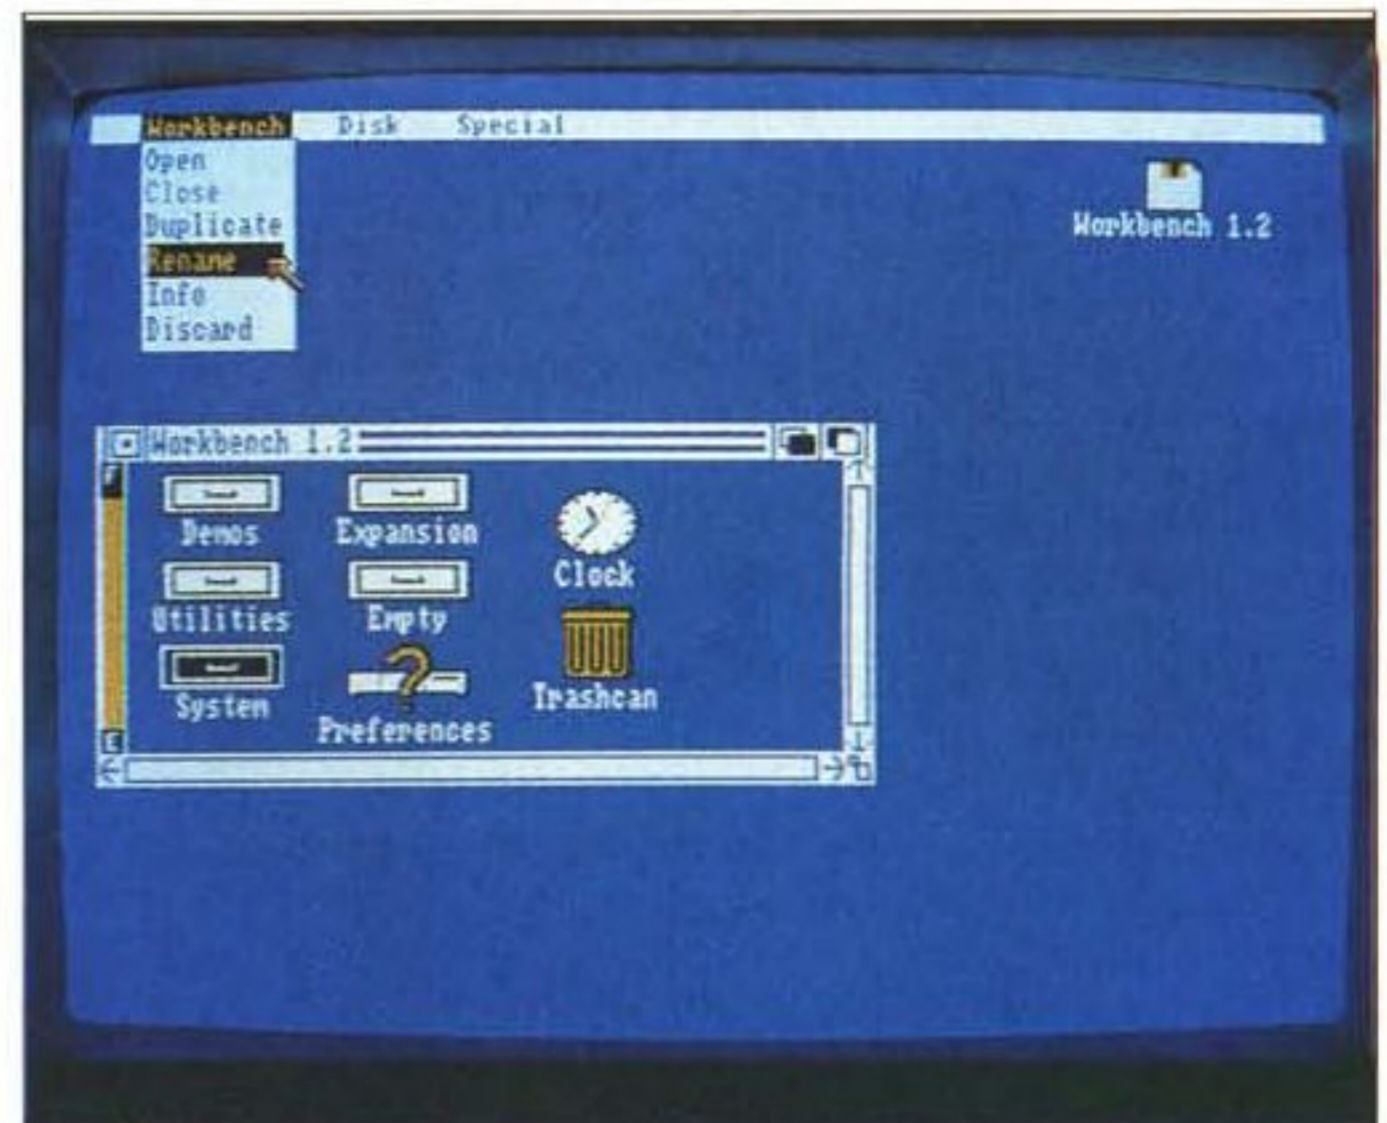 Workbench Disk Special
Open
Close
Duplicate
Rename
Info
Discard
Workbench 1.2
Workbench 1.2
Demos Expansion
Clock
Utilities Empty
System
Trashcan
Preferences